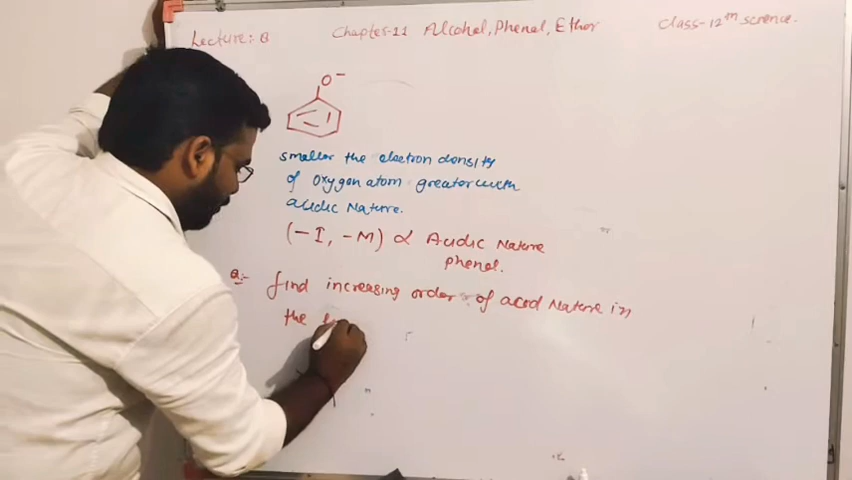 Lecture: 8 Chapter-11 Alcohol, Phenol, Ether Class-12th science.
O-
smaller the electron density
of oxygen atom greater will
acidic Nature.
(-I, -M) ∝ Acidic Nature
phenol.
Q:- find increasing order of acid Nature in
the